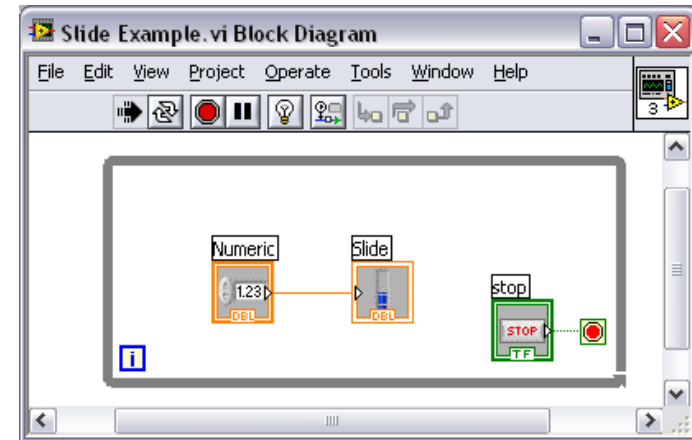 Slide Example.vi Block Diagram
File Edit View Project Operate Tools Window Help
3
Numeric
Slide
1.23
DBL
DBL
stop
STOP
TF
i